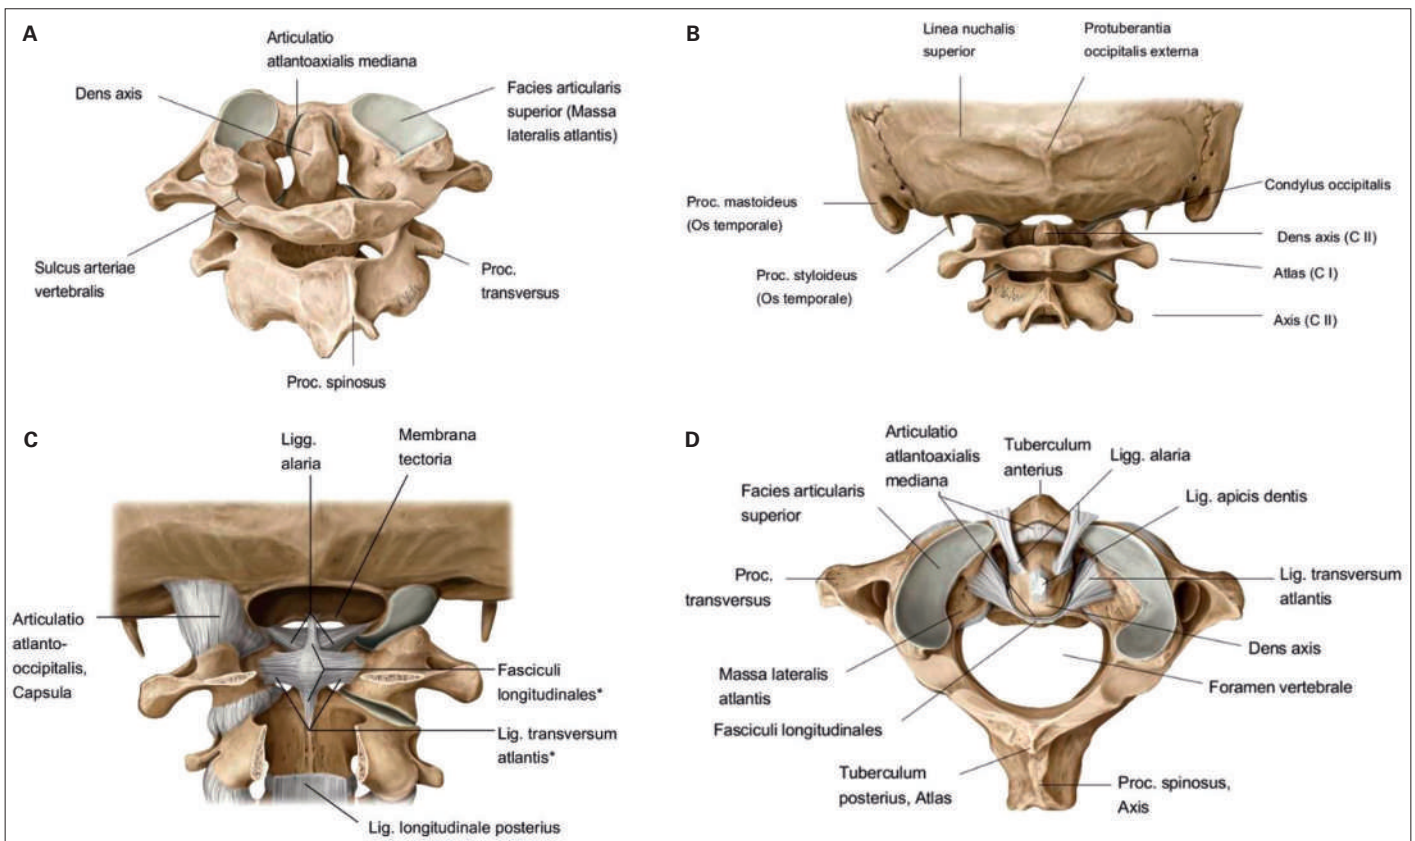 A
Articulatio
atlantoaxialis mediana
Dens axis
Facies articularis
superior (Massa
lateralis atlantis)
Sulcus arteriae
vertebralis
Proc.
transversus
Proc. spinosus
B
Linea nuchalis
superior
Protuberantia
occipitalis externa
Condylus occipitalis
Proc. mastoideus
(Os temporale)
Dens axis (C II)
Proc. styloideus
(Os temporale)
Atlas (C I)
Axis (C II)
C
Ligg.
alaria
Membrana
tectoria
Articulatio
atlanto-
occipitalis,
Capsula
Fasciculi
longitudinales*
Lig. transversum
atlantis*
Lig. longitudinale posterius
D
Articulatio
atlantoaxialis
mediana
Tuberculum
anterius
Ligg. alaria
Facies articularis
superior
Lig. apicis dentis
Proc.
transversus
Lig. transversum
atlantis
Dens axis
Massa lateralis
atlantis
Foramen vertebrale
Fasciculi longitudinales
Tuberculum
posterius, Atlas
Proc. spinosus,
Axis